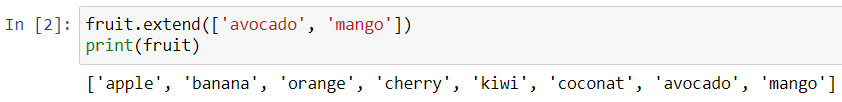 In [2]: fruit.extend(['avocado', 'mango'])
print(fruit)
['apple', 'banana', 'orange', 'cherry', 'kiwi', 'coconat', 'avocado', 'mango']